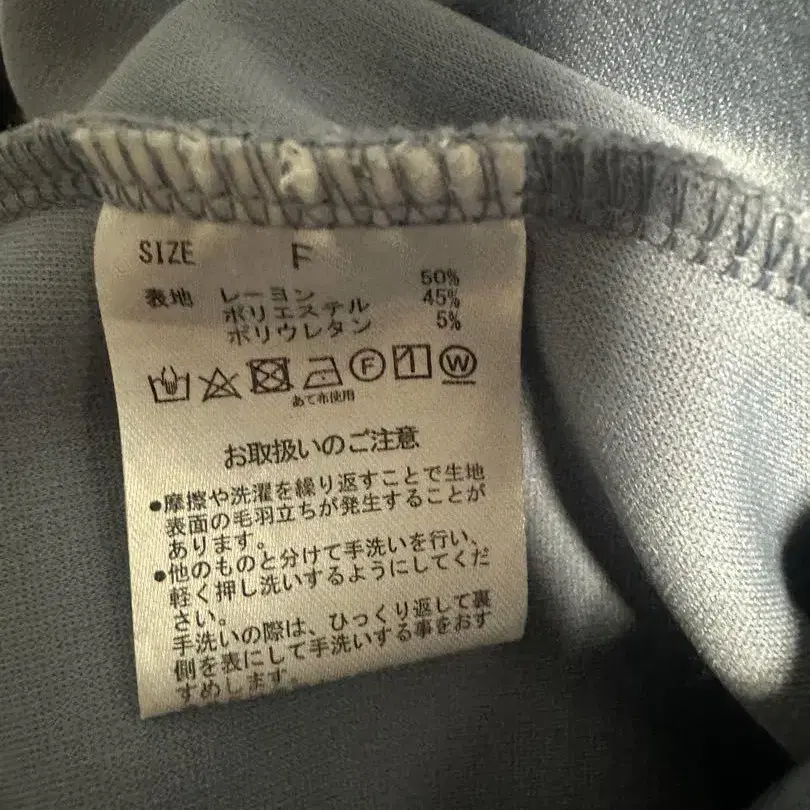 SIZE F
表地 レーヨン 50%
ポリエステル 45%
ポリウレタン 5%
F W
あて布使用
お取扱いのご注意
●摩擦や洗濯を繰り返すことで生地
表面の毛羽立ちが発生することが
あります。
●他のものと分けて手洗いを行い、
軽く押し洗いするようにしてくだ
さい。
手洗いの際は、ひっくり返して裏
側を表にして手洗いする事をおす
すめします。